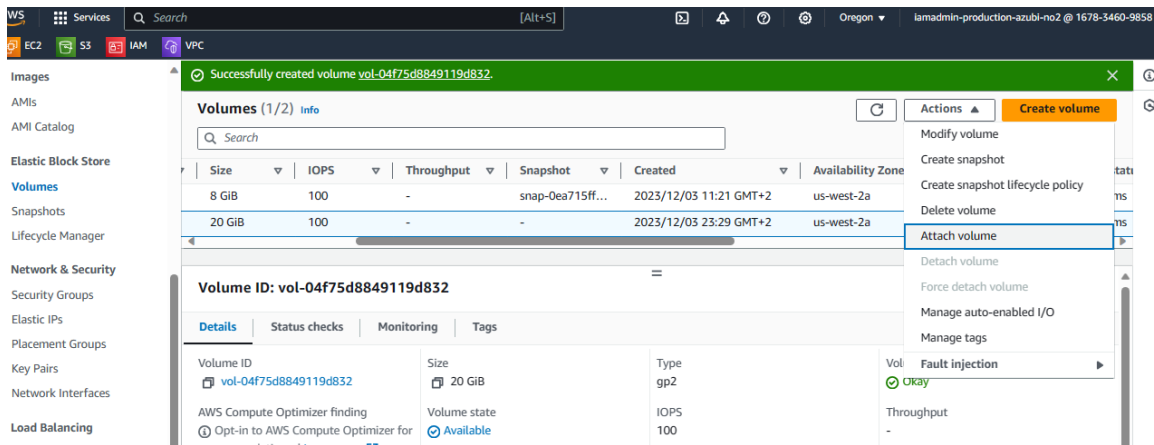 WS Services Search [Alt+S] Oregon iamadmin-production-azubi-no2 @ 1678-3460-9858
EC2 S3 IAM VPC
Images
AMIs
AMI Catalog
Elastic Block Store
Volumes
Snapshots
Lifecycle Manager
Network & Security
Security Groups
Elastic IPs
Placement Groups
Key Pairs
Network Interfaces
Load Balancing
Successfully created volume vol-04f75d8849119d832.
Volumes (1/2) Info
Actions
Create volume
Search
Size IOPS Throughput Snapshot Created Availability Zone
8 GiB 100 - snap-0ea715ff... 2023/12/03 11:21 GMT+2 us-west-2a
20 GiB 100 - - 2023/12/03 23:29 GMT+2 us-west-2a
Modify volume
Create snapshot
Create snapshot lifecycle policy
Delete volume
Attach volume
Detach volume
Force detach volume
Manage auto-enabled I/O
Manage tags
Fault injection
Volume ID: vol-04f75d8849119d832
Details Status checks Monitoring Tags
Volume ID Size Type
vol-04f75d8849119d832 20 GiB gp2 Okay
AWS Compute Optimizer finding Volume state IOPS Throughput
Opt-in to AWS Compute Optimizer for Available 100 -